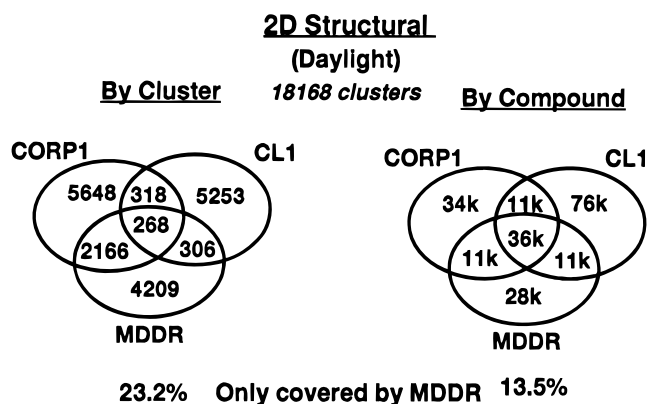 2D Structural
(Daylight)
By Cluster
18168 clusters
By Compound
CORP1
CL1
5648
318
5253
268
2166
306
4209
MDDR
CORP1
CL1
34k
11k
76k
36k
11k
11k
28k
MDDR
23.2% Only covered by MDDR 13.5%